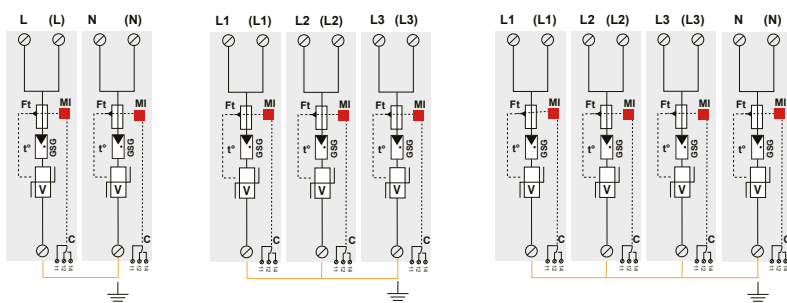 L (L) N (N) L1 (L1) L2 (L2) L3 (L3) L1 (L1) L2 (L2) L3 (L3) N (N)
Ft MI Ft MI Ft MI Ft MI Ft MI Ft MI Ft MI Ft MI Ft MI
t° GSG t° GSG t° GSG t° GSG t° GSG t° GSG t° GSG t° GSG t° GSG
V V V V V V V V V
C C C C C C C C C
11 12 14 11 12 14 11 12 14 11 12 14 11 12 14 11 12 14 11 12 14 11 12 14 11 12 14